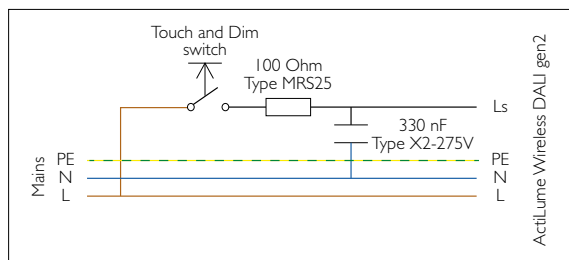 Touch and Dim
switch
100 Ohm
Type MRS25
Ls
330 nF
Type X2-275V
Mains
PE
N
L
PE
N
L
ActiLume Wireless DALI gen2